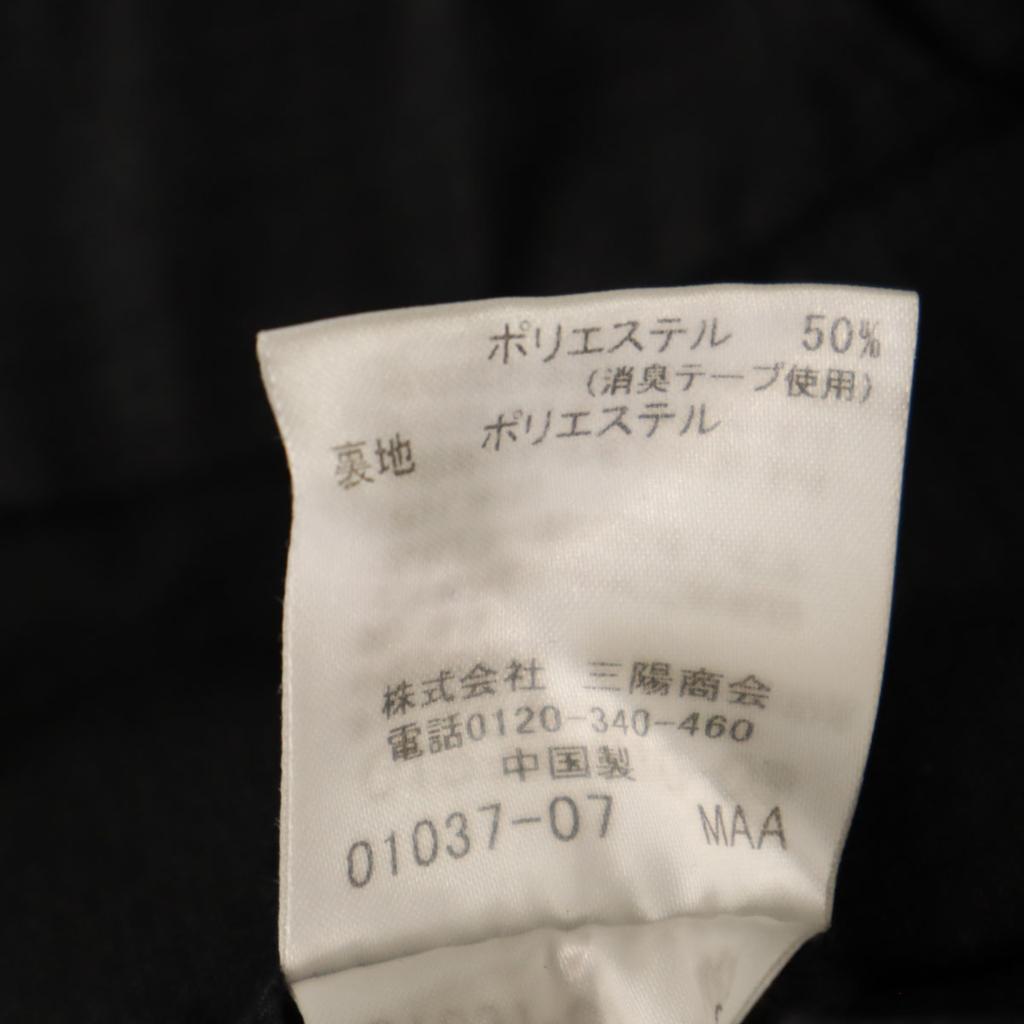 ポリエステル 50%
(消臭テープ使用)
裏地 ポリエステル
株式会社 三陽商会
電話0120-340-460
中国製
01037-07 MAA